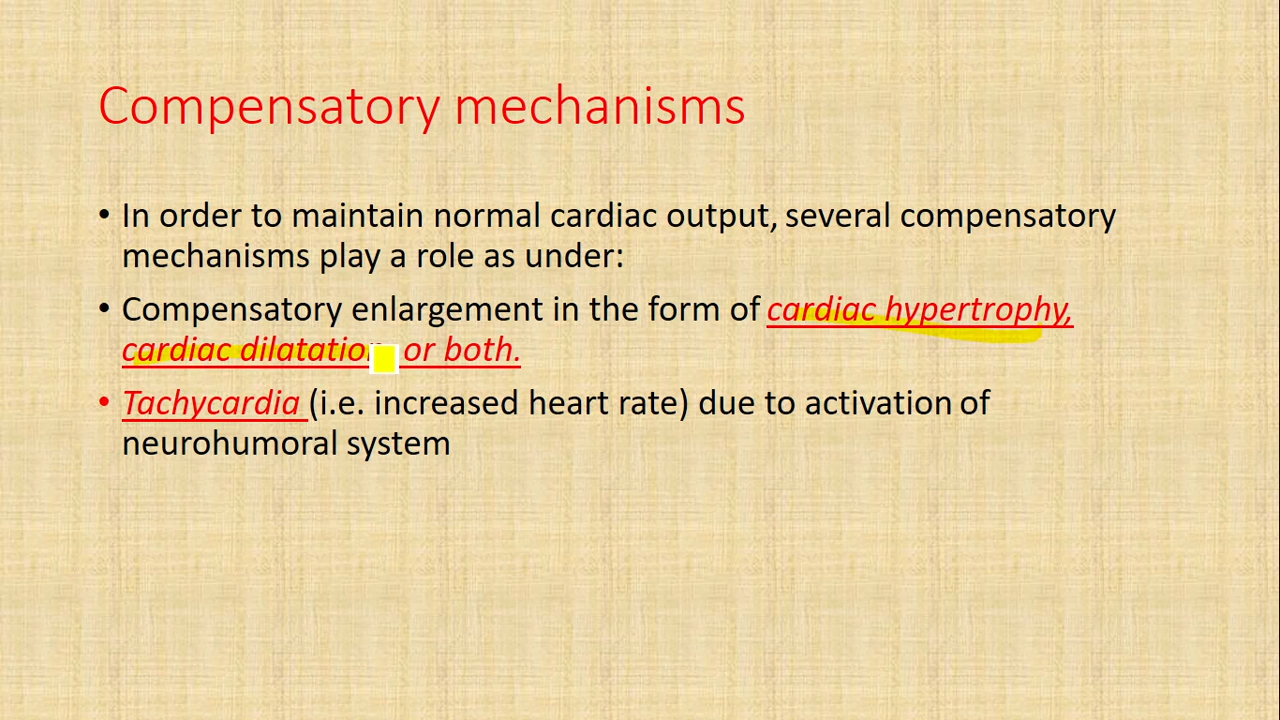 Compensatory mechanisms
• In order to maintain normal cardiac output, several compensatory
mechanisms play a role as under:
• Compensatory enlargement in the form of cardiac hypertrophy,
cardiac dilatation, or both.
• Tachycardia (i.e. increased heart rate) due to activation of
neurohumoral system